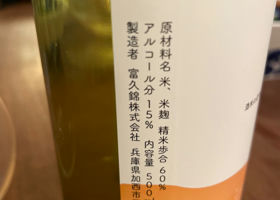 原材料名 米、米麹 精米歩合 60%
アルコール分 15% 内容量 500
製造者 富久錦株式会社 兵庫県加西市